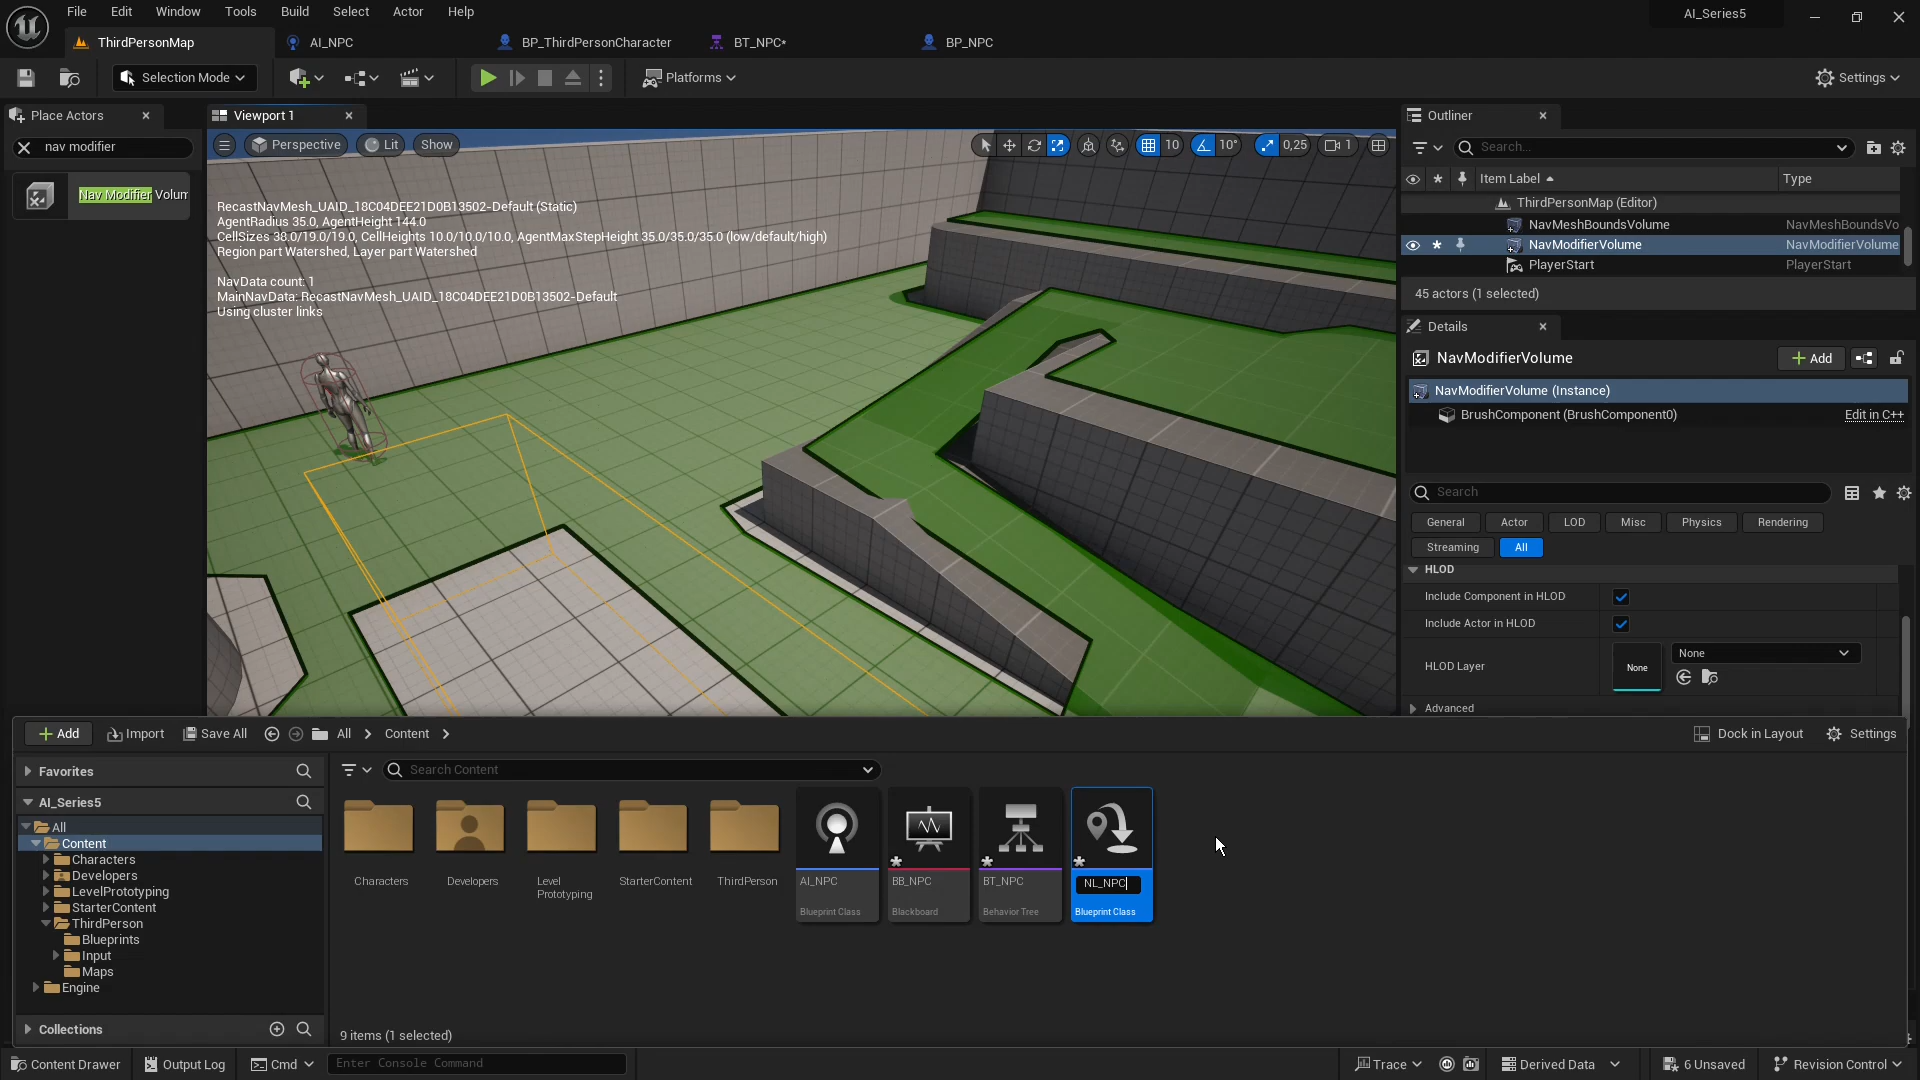 File Edit Window Tools Build Select Actor Help
AI_Series5
ThirdPersonMap
AI_NPC
BP_ThirdPersonCharacter
BT_NPC*
BP_NPC
Selection Mode
Platforms
Settings
Place Actors
nav modifier
Nav Modifier Volum
Viewport 1
Perspective
Lit
Show
10
10°
0,25
1
RecastNavMesh_UAID_18C04DEE21D0B13502-Default (Static)
AgentRadius 35.0, AgentHeight 144.0
CellSizes 38.0/19.0/19.0, CellHeights 10.0/10.0/10.0, AgentMaxStepHeight 35.0/35.0/35.0 (low/default/high)
Region part Watershed, Layer part Watershed
NavData count: 1
MainNavData: RecastNavMesh_UAID_18C04DEE21D0B13502-Default
Using cluster links
Outliner
Search...
Item Label
Type
ThirdPersonMap (Editor)
NavMeshBoundsVolume NavMeshBoundsVo
NavModifierVolume NavModifierVolume
PlayerStart PlayerStart
45 actors (1 selected)
Details
NavModifierVolume
Add
NavModifierVolume (Instance)
BrushComponent (BrushComponent0)
Edit in C++
Search
General Actor LOD Misc Physics Rendering
Streaming All
HLOD
Include Component in HLOD
Include Actor in HLOD
HLOD Layer
None
None
Advanced
Add
Import
Save All
All
Content
Dock in Layout
Settings
Favorites
AI_Series5
All
Content
Characters
Developers
LevelPrototyping
StarterContent
ThirdPerson
Blueprints
Input
Maps
Engine
Collections
Search Content
Characters
Developers
Level
Prototyping
StarterContent
ThirdPerson
AI_NPC
Blueprint Class
BB_NPC
Blackboard
BT_NPC
Behavior Tree
NL_NPC
Blueprint Class
9 items (1 selected)
Content Drawer
Output Log
Cmd
Enter Console Command
Trace
Derived Data
6 Unsaved
Revision Control